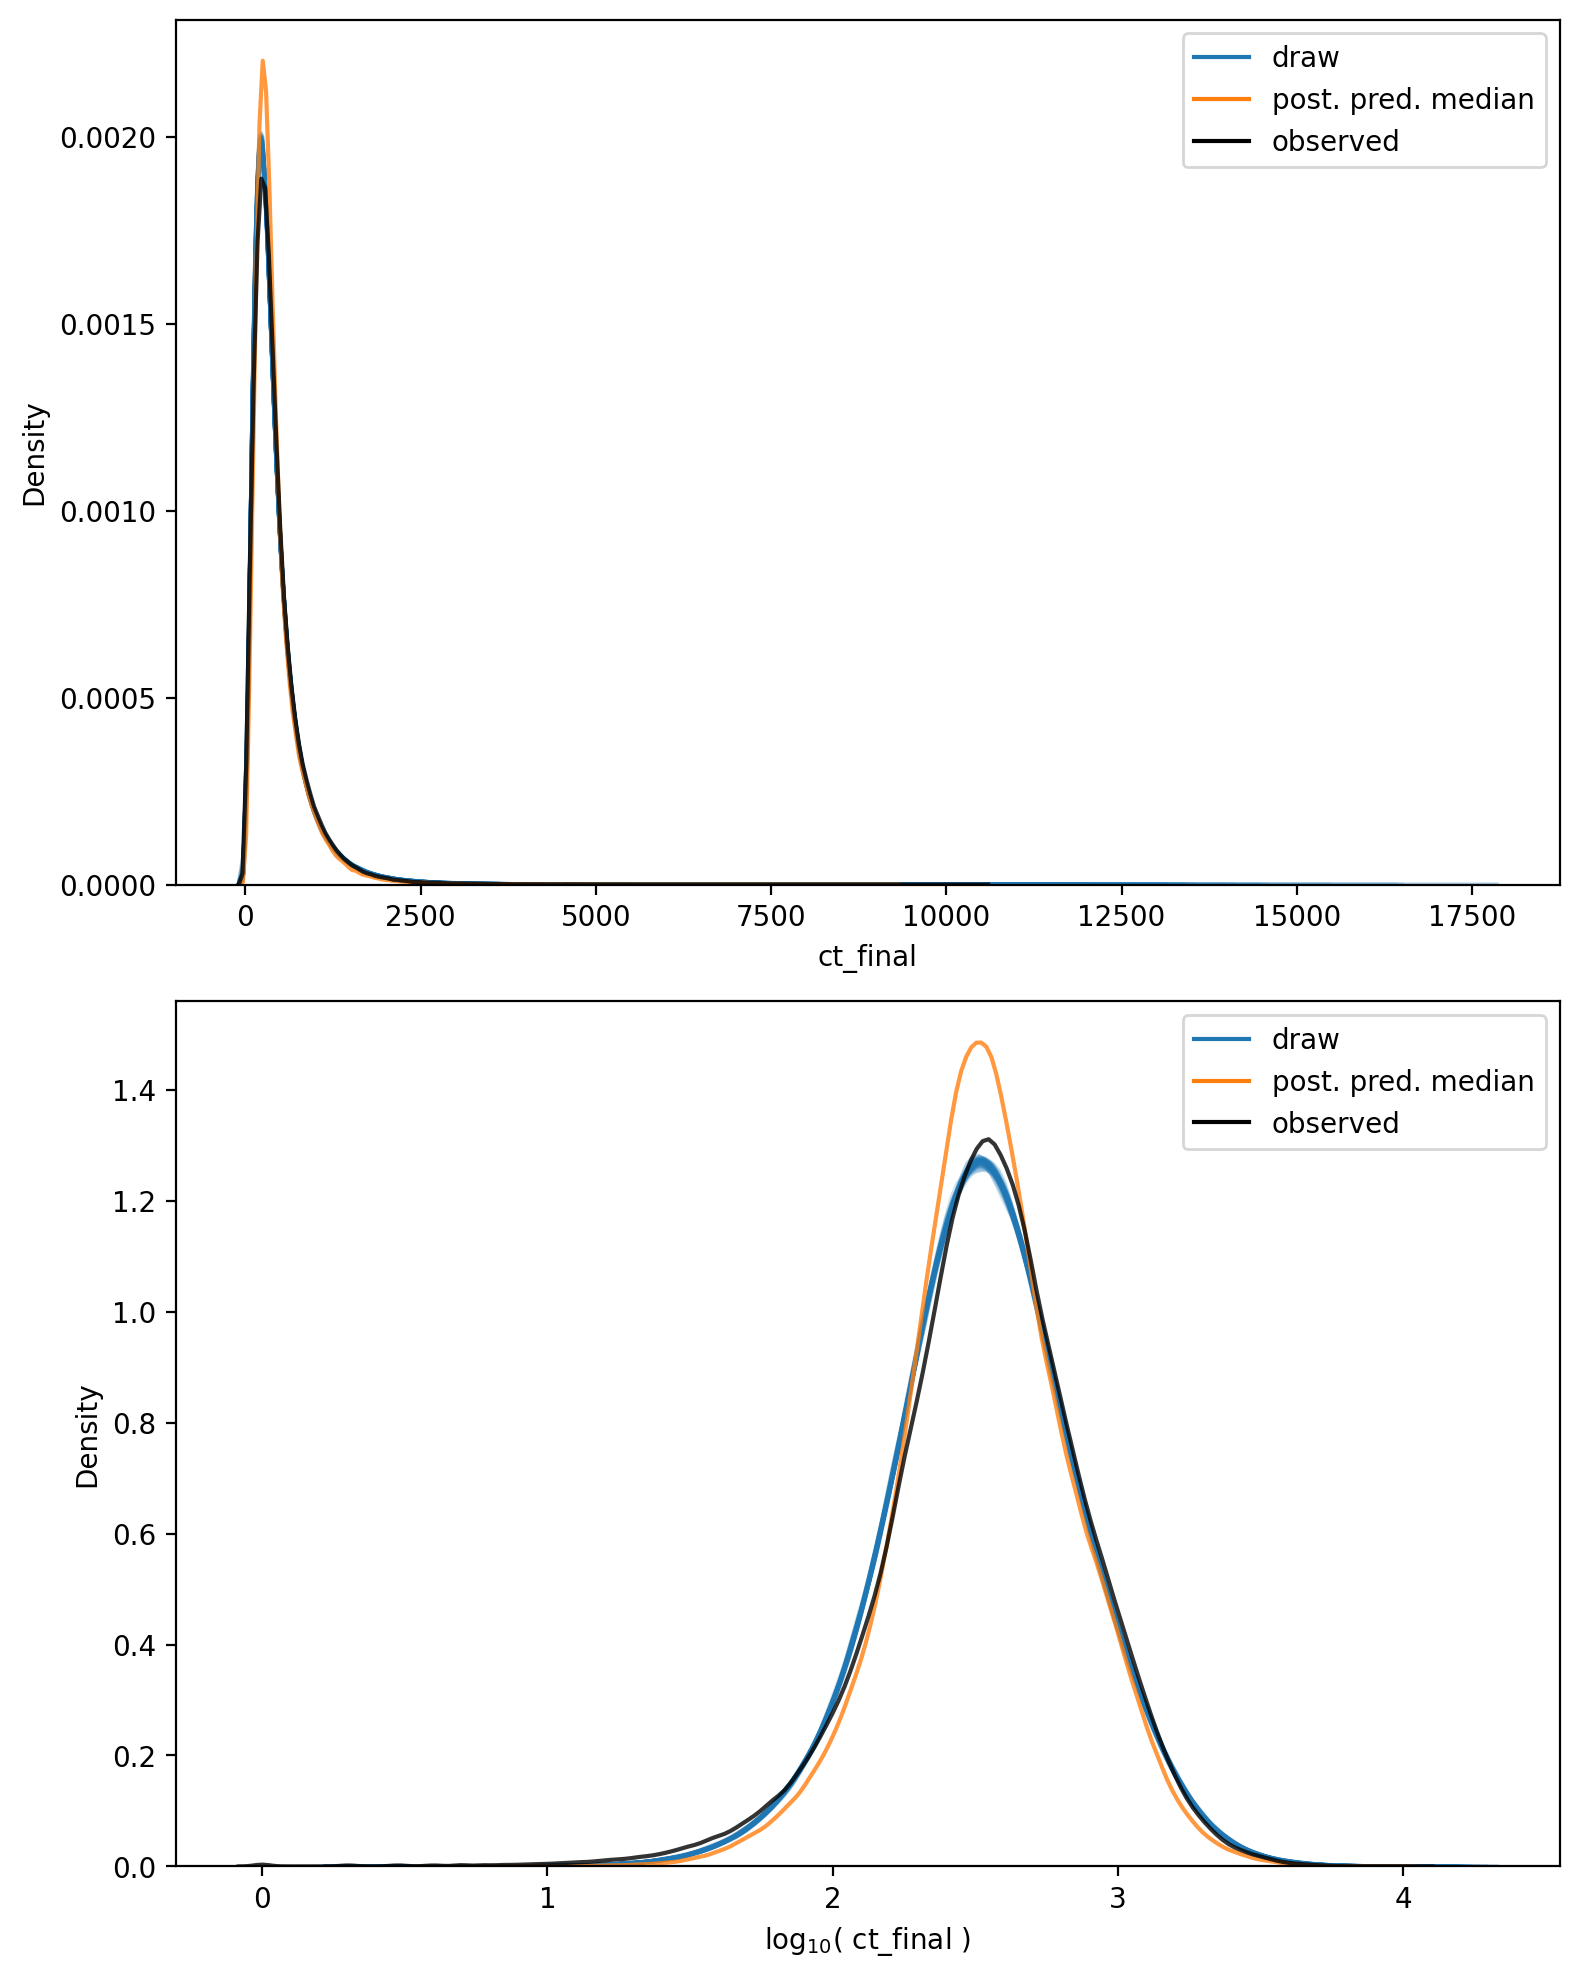 draw
post. pred. median
observed
0.0020
0.0015
0.0010
0.0005
0.0000
Density
0 2500 5000 7500 10000 12500 15000 17500
ct_final
draw
post. pred. median
observed
1.4
1.2
1.0
0.8
0.6
0.4
0.2
0.0
Density
0 1 2 3 4
log₁₀( ct_final )